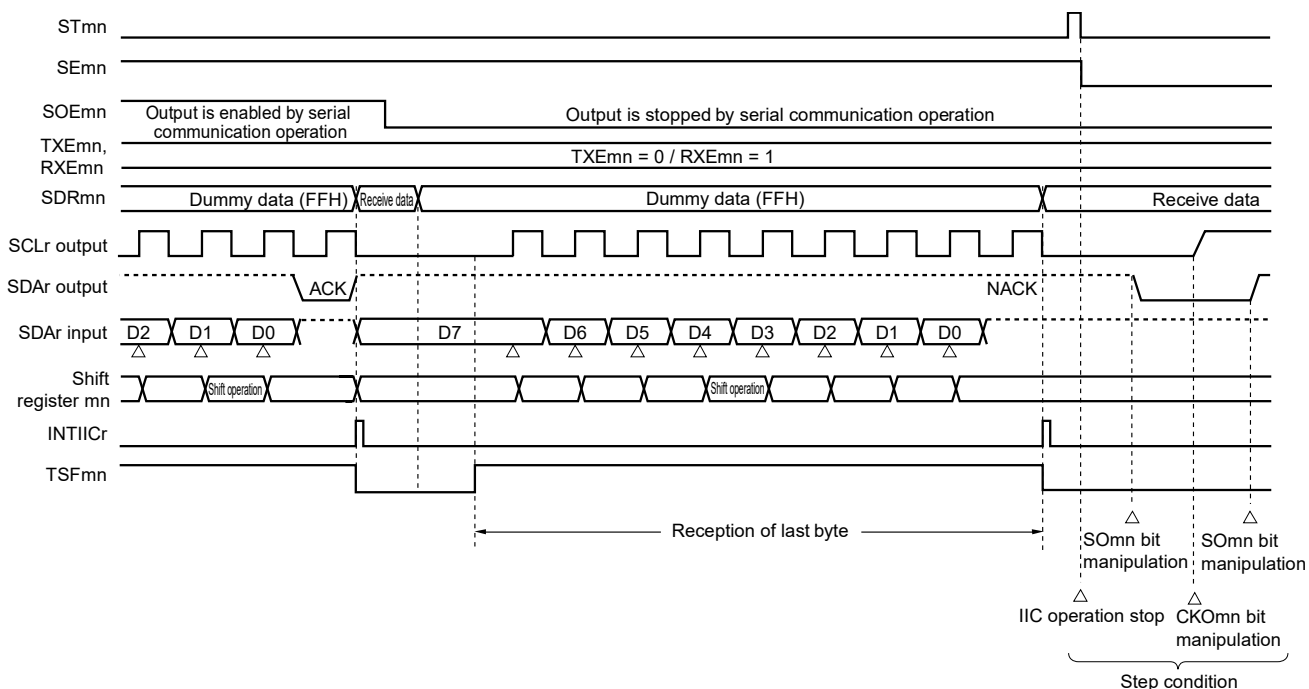 STmn
SEmn
SOEmn
Output is enabled by serial
communication operation
Output is stopped by serial communication operation
TXEmn,
RXEmn
TXEmn = 0 / RXEmn = 1
SDRmn
Dummy data (FFH)
Receive data
Dummy data (FFH)
Receive data
SCLr output
SDAr output
ACK
NACK
SDAr input
D2
D1
D0
D7
D6
D5
D4
D3
D2
D1
D0
Shift
register mn
Shift operation
Shift operation
INTIICr
TSFmn
Reception of last byte
SOmn bit
manipulation
SOmn bit
manipulation
IIC operation stop
CKOmn bit
manipulation
Step condition